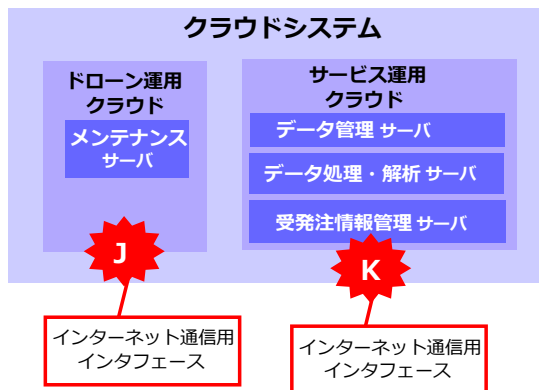 クラウドシステム
ドローン運用
クラウド
メンテナンス
サーバ
サービス運用
クラウド
データ管理 サーバ
データ処理・解析 サーバ
受発注情報管理 サーバ
J
K
インターネット通信用
インタフェース
インターネット通信用
インタフェース